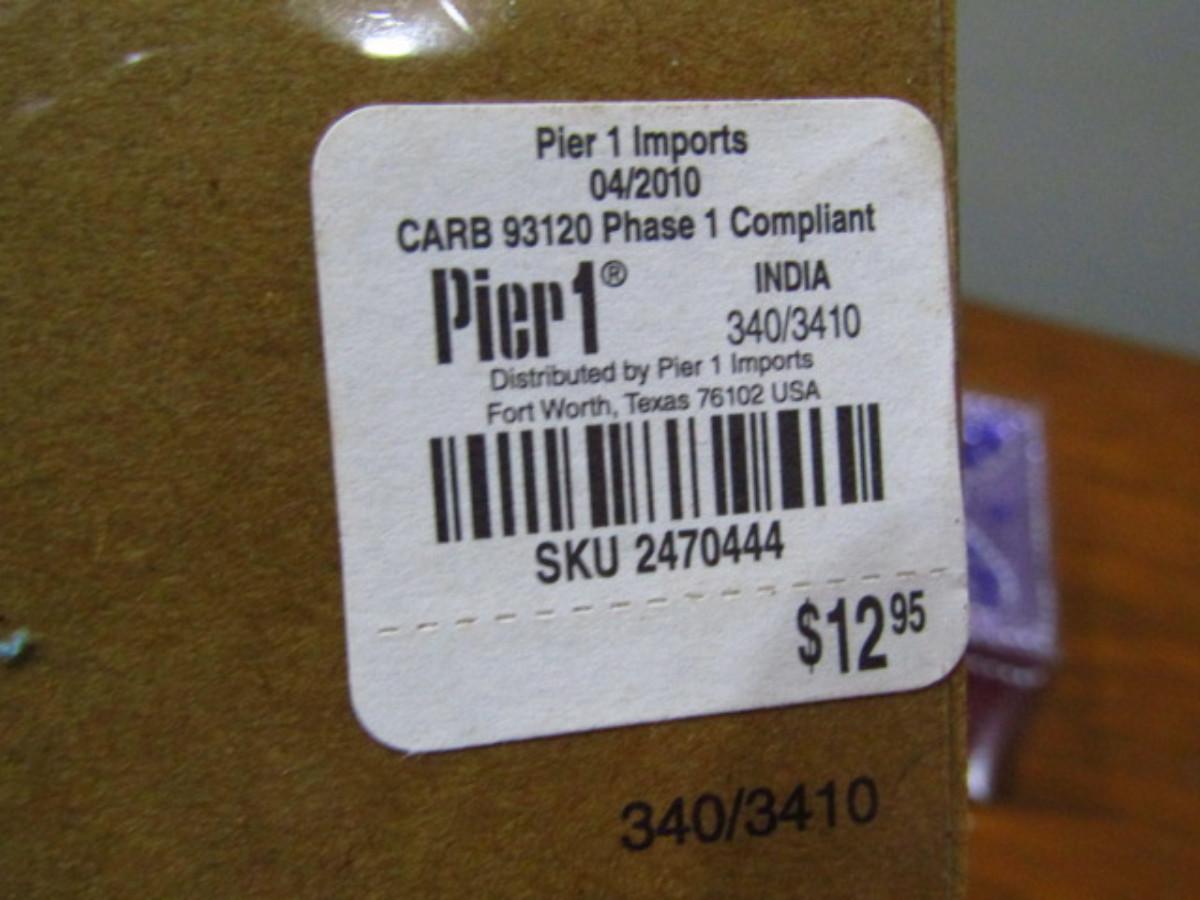 Pier 1 Imports
04/2010
CARB 93120 Phase 1 Compliant
Pier1® INDIA
340/3410
Distributed by Pier 1 Imports
Fort Worth, Texas 76102 USA
SKU 2470444
$12 95
340/3410